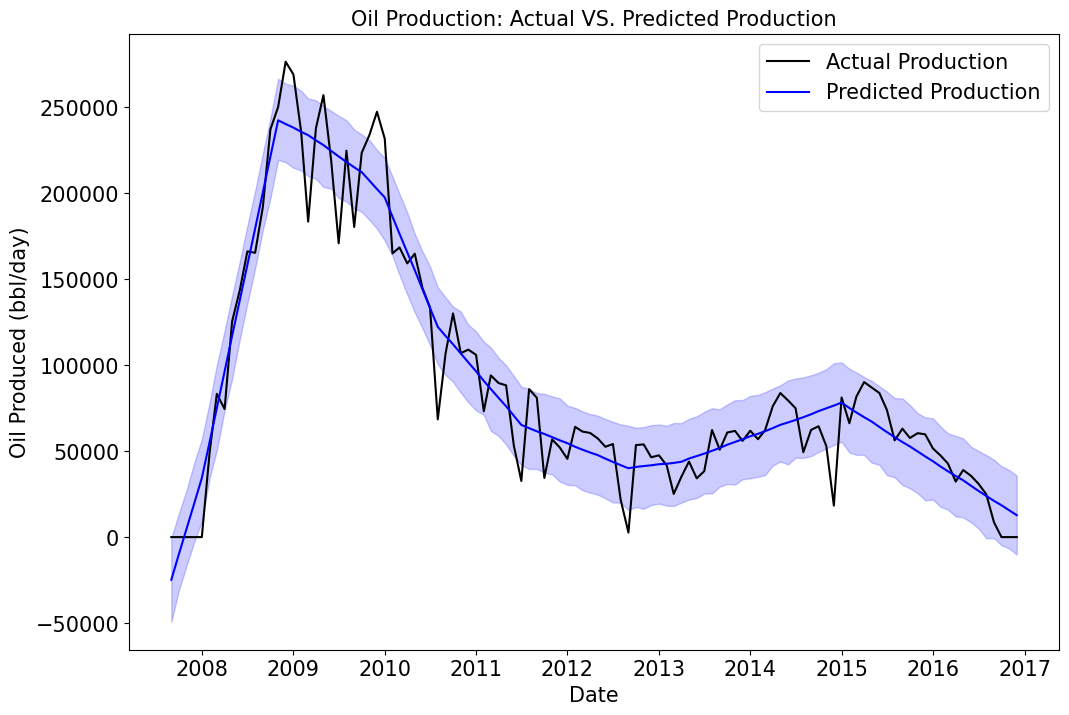 Oil Production: Actual VS. Predicted Production
Actual Production
Predicted Production
Oil Produced (bbl/day)
250000
200000
150000
100000
50000
0
−50000
2008 2009 2010 2011 2012 2013 2014 2015 2016 2017
Date